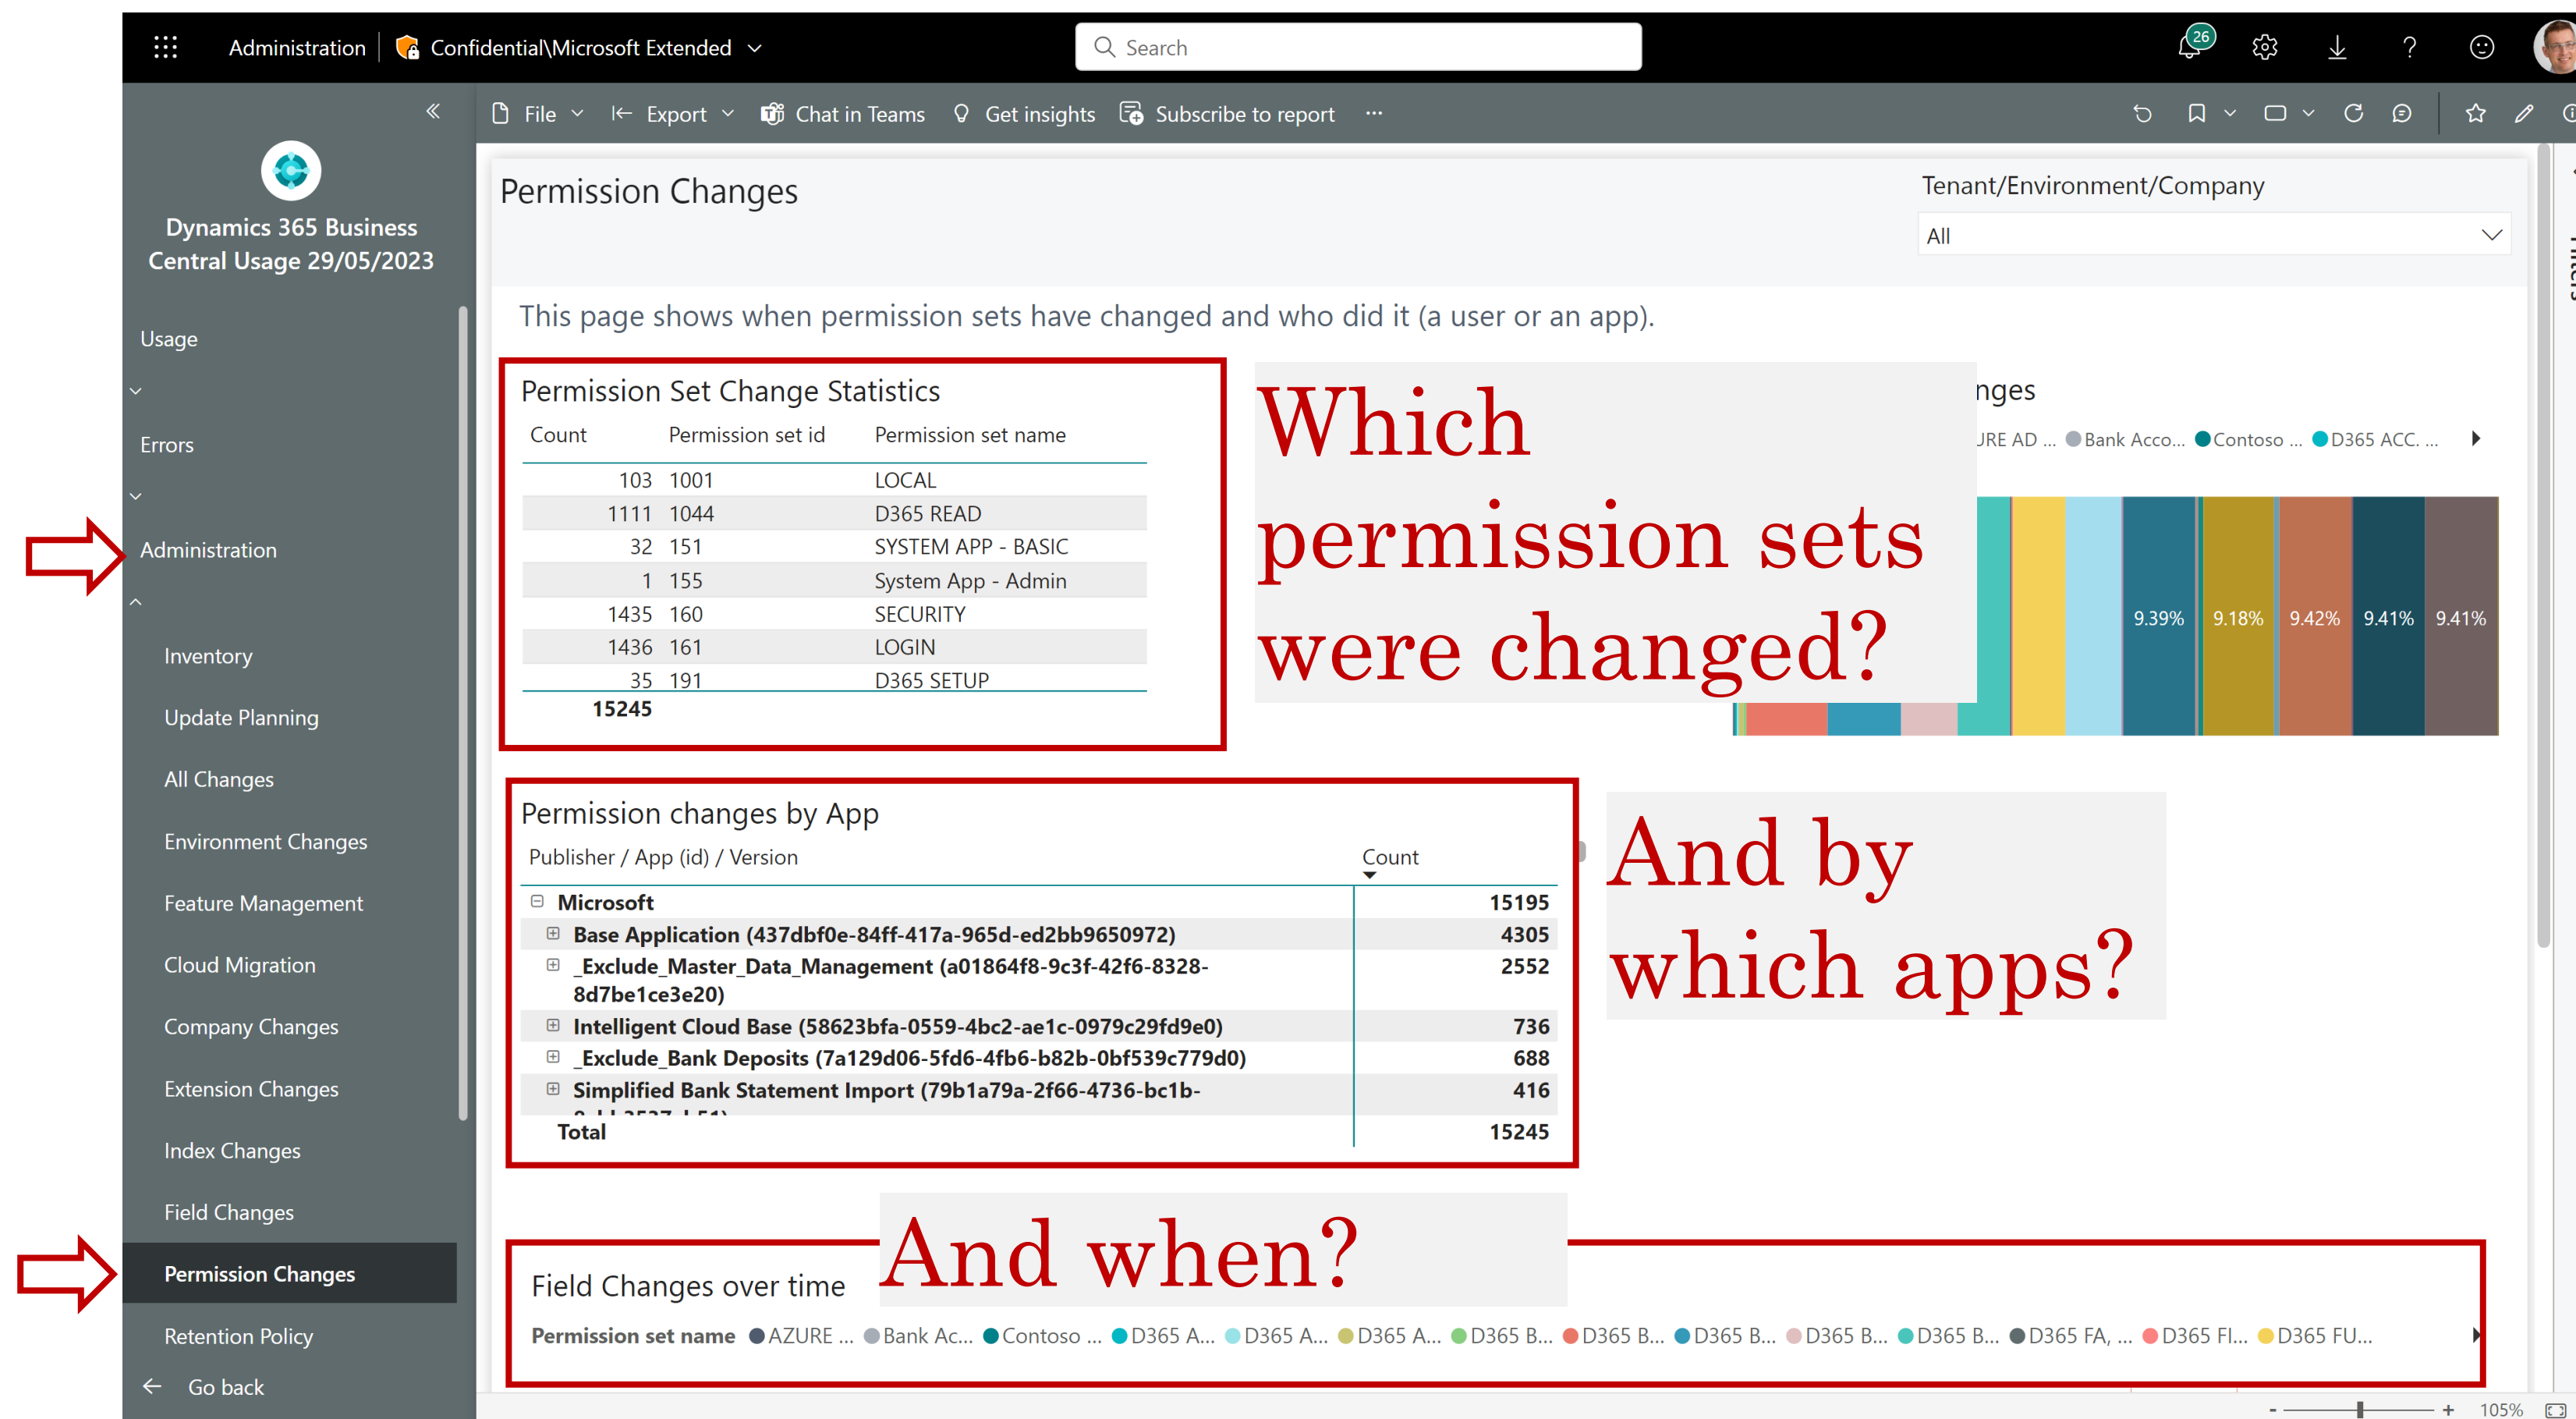 Administration
Confidential\Microsoft Extended
Search
26
File
Export
Chat in Teams
Get insights
Subscribe to report
Dynamics 365 Business
Central Usage 29/05/2023
Usage
Errors
Administration
Inventory
Update Planning
All Changes
Environment Changes
Feature Management
Cloud Migration
Company Changes
Extension Changes
Index Changes
Field Changes
Permission Changes
Retention Policy
Go back
Permission Changes
Tenant/Environment/Company
All
Filters
This page shows when permission sets have changed and who did it (a user or an app).
Permission Set Change Statistics
Count Permission set id Permission set name
103 1001 LOCAL
1111 1044 D365 READ
32 151 SYSTEM APP - BASIC
1 155 System App - Admin
1435 160 SECURITY
1436 161 LOGIN
35 191 D365 SETUP
15245
Which
permission sets
were changed?
nges
URE AD ... Bank Acco... Contoso ... D365 ACC. ...
9.39% 9.18% 9.42% 9.41% 9.41%
Permission changes by App
Publisher / App (id) / Version Count
Microsoft 15195
Base Application (437dbf0e-84ff-417a-965d-ed2bb9650972) 4305
_Exclude_Master_Data_Management (a01864f8-9c3f-42f6-8328- 2552
8d7be1ce3e20)
Intelligent Cloud Base (58623bfa-0559-4bc2-ae1c-0979c29fd9e0) 736
_Exclude_Bank Deposits (7a129d06-5fd6-4fb6-b82b-0bf539c779d0) 688
Simplified Bank Statement Import (79b1a79a-2f66-4736-bc1b- 416
Total 15245
And by
which apps?
And when?
Field Changes over time
Permission set name AZURE ... Bank Ac... Contoso ... D365 A... D365 A... D365 A... D365 B... D365 B... D365 B... D365 B... D365 B... D365 FA, ... D365 FI... D365 FU...
- + 105%